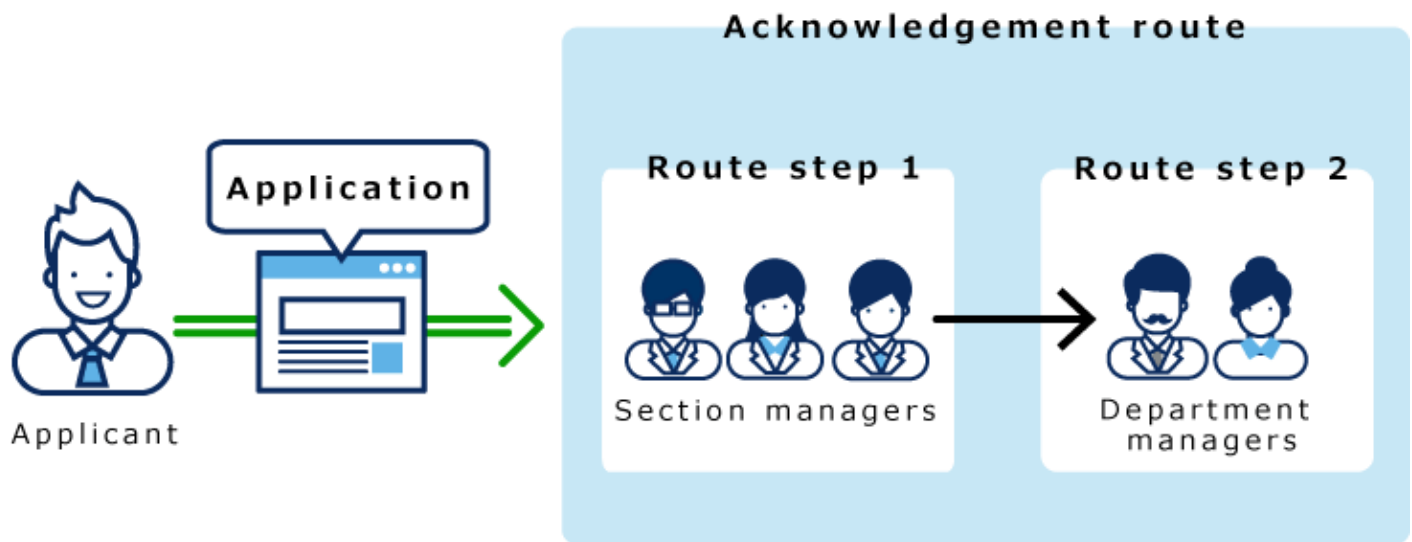 Acknowledgement route
Route step 1
Route step 2
Application
Section managers
Department
managers
Applicant